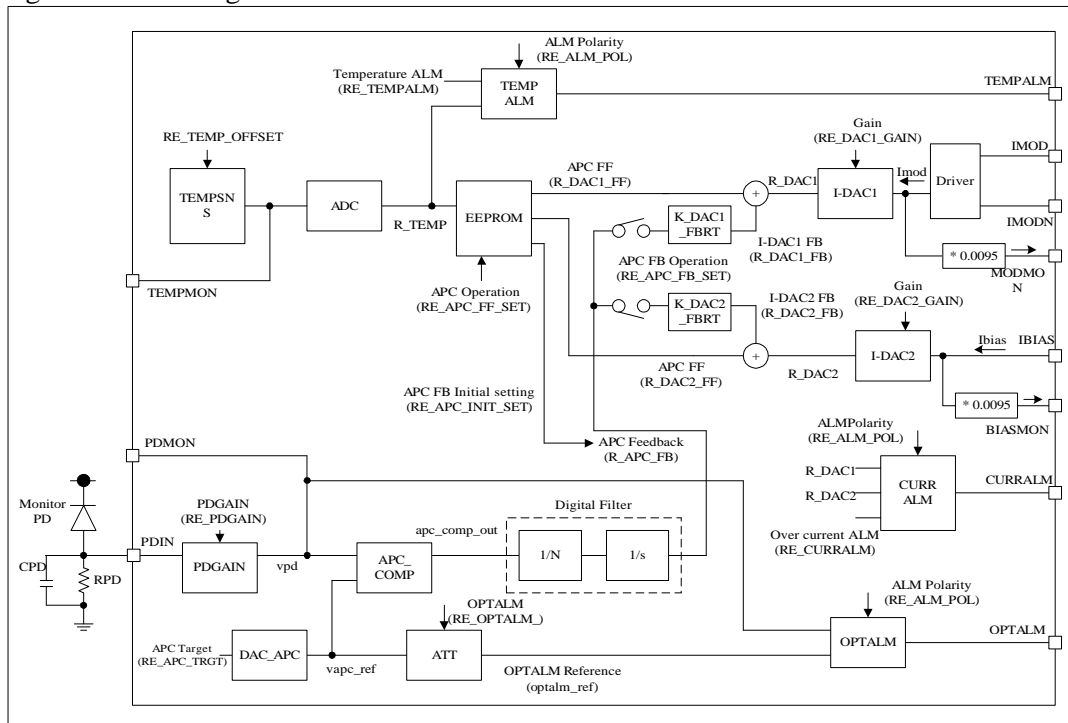 ALM Polarity
(RE_ALM_POL)
Temperature ALM
(RE_TEMPALM)
TEMP
ALM
TEMPALM
RE_TEMP_OFFSET
TEMPSN
S
ADC
R_TEMP
EEPROM
APC FF
(R_DAC1_FF)
R_DAC1
Gain
(RE_DAC1_GAIN)
I-DAC1
Imod
Driver
IMOD
IMODN
+
K_DAC1
_FBRT
I-DAC1 FB
(R_DAC1_FB)
* 0.0095
MODMO
N
TEMPMON
APC Operation
(RE_APC_FF_SET)
APC FB Operation
(RE_APC_FB_SET)
K_DAC2
_FBRT
I-DAC2 FB
(R_DAC2_FB)
Gain
(RE_DAC2_GAIN)
+
APC FF
(R_DAC2_FF)
R_DAC2
I-DAC2
Ibias
IBIAS
* 0.0095
BIASMON
APC FB Initial setting
(RE_APC_INIT_SET)
APC Feedback
(R_APC_FB)
PDMON
ALMPolarity
(RE_ALM_POL)
R_DAC1
R_DAC2
CURR
ALM
CURRALM
Over current ALM
(RE_CURRALM)
Monitor
PD
PDIN
CPD
RPD
PDGAIN
(RE_PDGAIN)
PDGAIN
vpd
APC_
COMP
apc_comp_out
Digital Filter
1/N
1/s
OPTALM
(RE_OPTALM_)
ALM Polarity
(RE_ALM_POL)
APC Target
(RE_APC_TRGT)
DAC_APC
vapc_ref
ATT
OPTALM Reference
(optalm_ref)
OPTALM
OPTALM